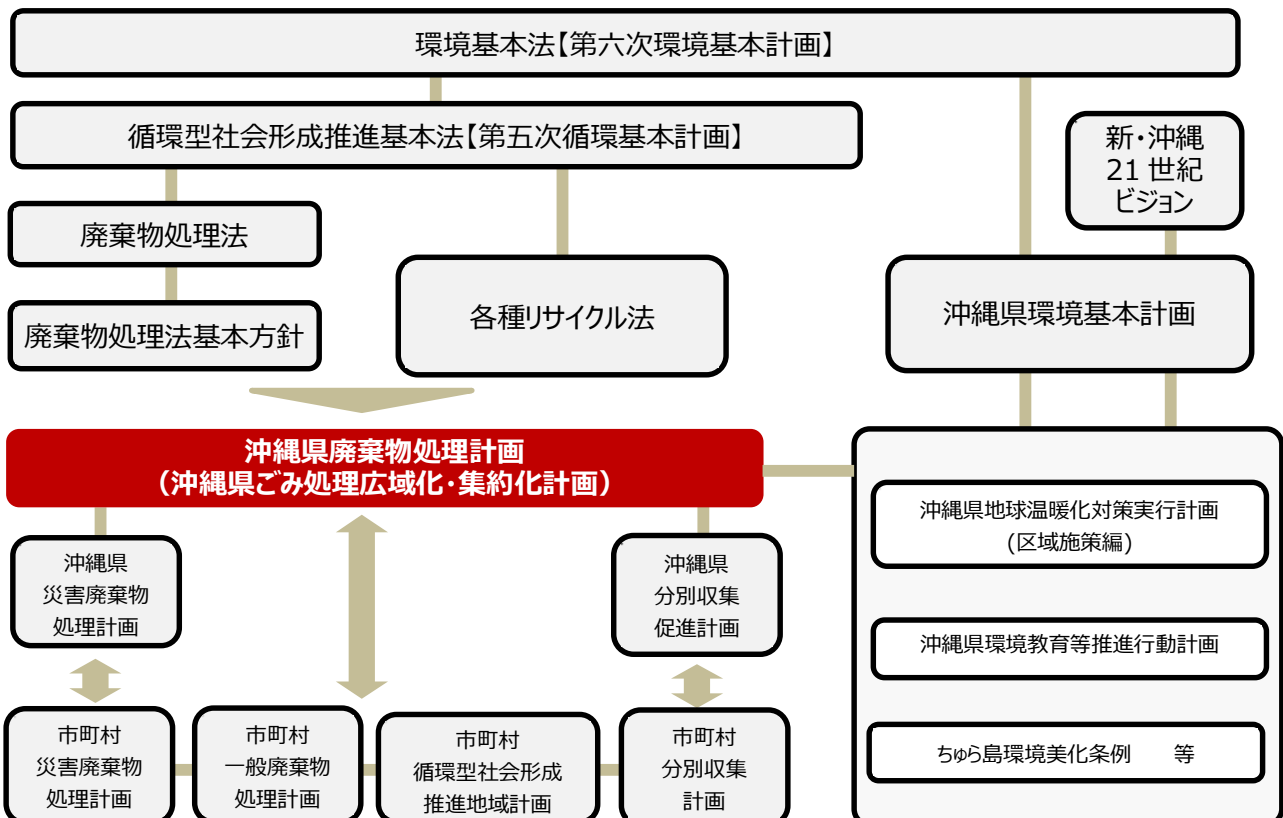 環境基本法【第六次環境基本計画】
循環型社会形成推進基本法【第五次循環基本計画】
新・沖縄
21 世紀
ビジョン
廃棄物処理法
廃棄物処理法基本方針
各種リサイクル法
沖縄県環境基本計画
沖縄県廃棄物処理計画
（沖縄県ごみ処理広域化・集約化計画）
沖縄県
災害廃棄物
処理計画
沖縄県
分別収集
促進計画
市町村
災害廃棄物
処理計画
市町村
一般廃棄物
処理計画
市町村
循環型社会形成
推進地域計画
市町村
分別収集
計画
沖縄県地球温暖化対策実行計画
(区域施策編)
沖縄県環境教育等推進行動計画
ちゅら島環境美化条例　等